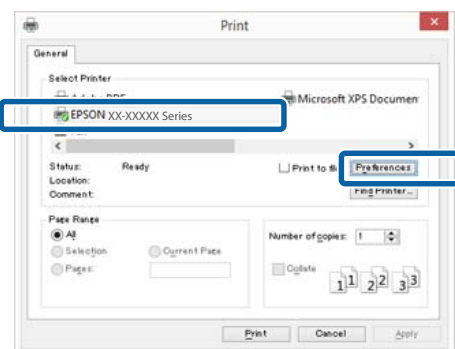 Print
General
Select Printer
Microsoft XPS Documen
EPSON XX-XXXXX Series
Status: Ready
Print to
Preferences
Location:
Comment:
Find Printer...
Page Range
All
Selection
Current Page
Pages:
Number of copies: 1
Collate
1 1 2 2 3 3
Print
Cancel
Apply